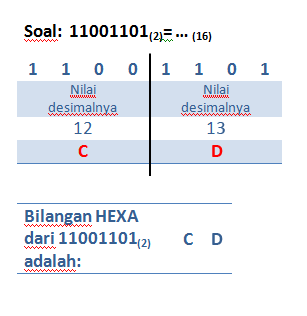 Soal: 11001101(2)= ... (16)
1 1 0 0 1 1 0 1
Nilai desimalnya Nilai desimalnya
12 13
C D
Bilangan HEXA
dari 11001101(2) C D
adalah: